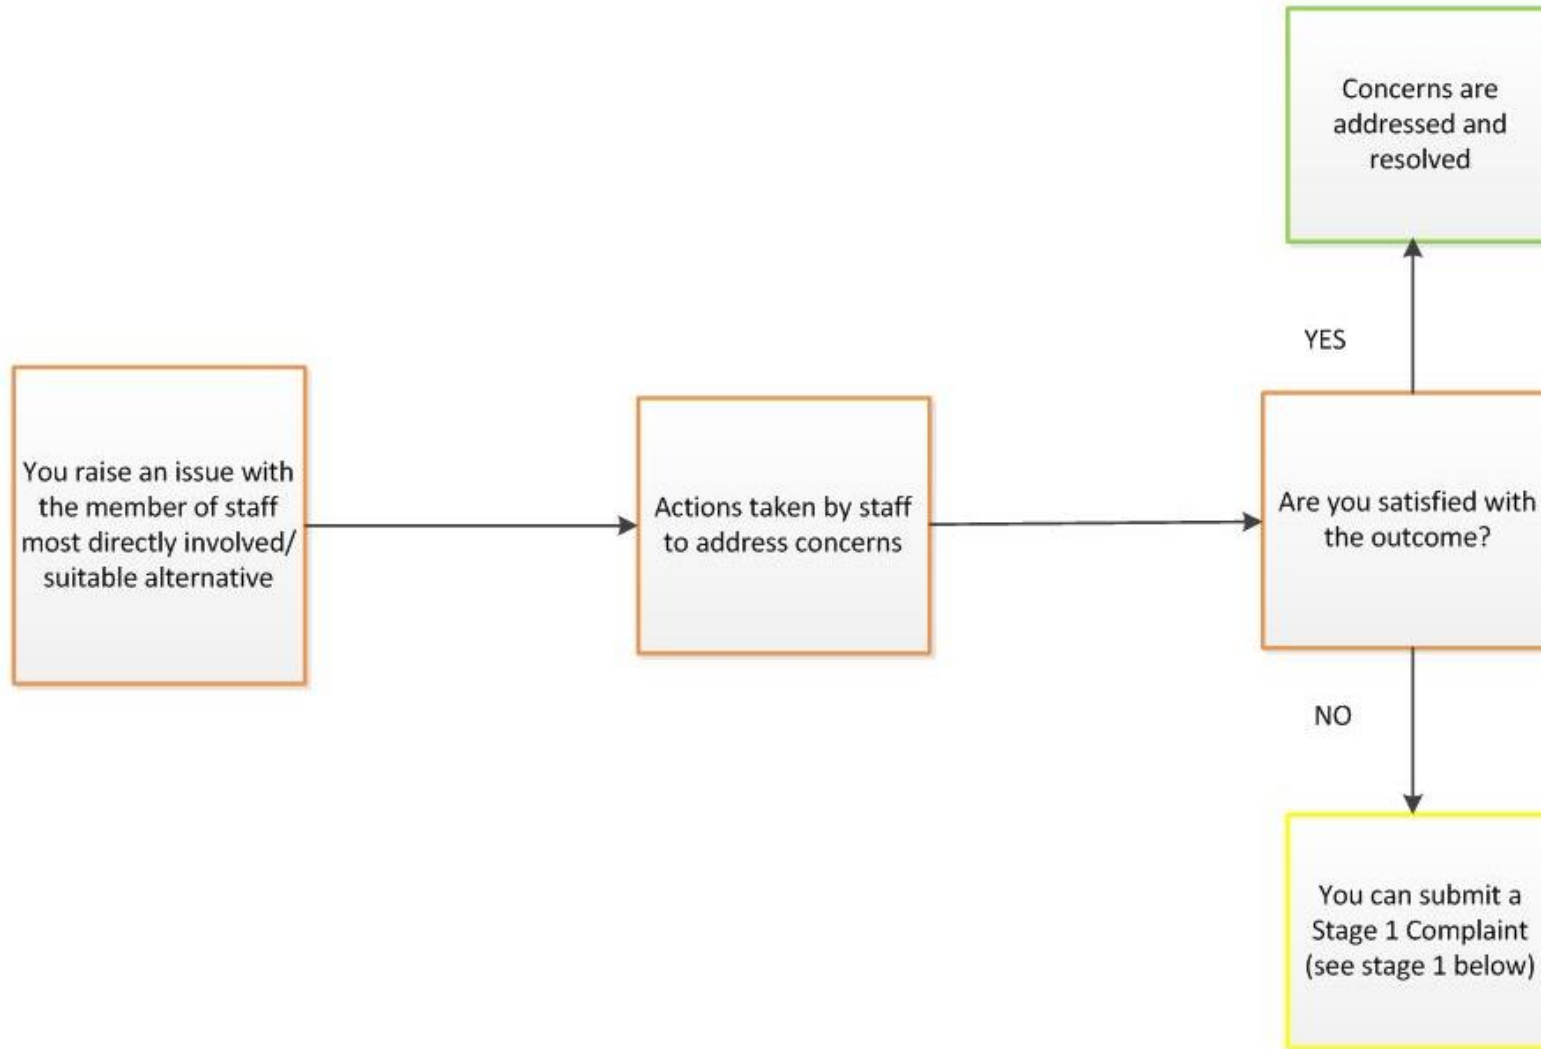 Concerns are
addressed and
resolved
YES
You raise an issue with
the member of staff
most directly involved/
suitable alternative
Actions taken by staff
to address concerns
Are you satisfied with
the outcome?
NO
You can submit a
Stage 1 Complaint
(see stage 1 below)